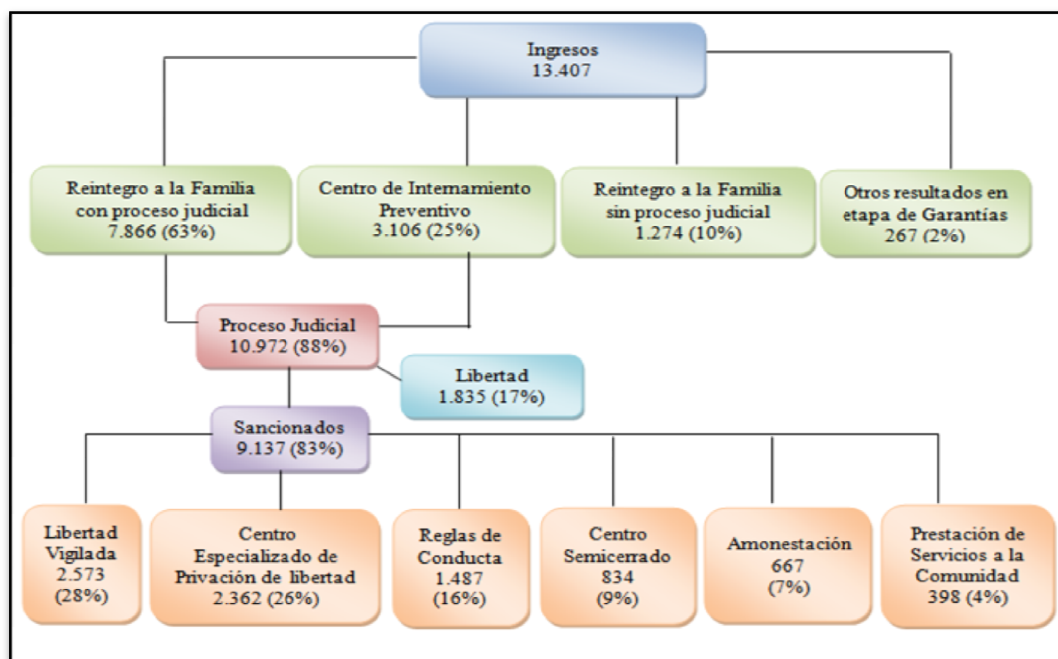 Ingresos
13.407
Reintegro a la Familia
con proceso judicial
7.866 (63%)
Centro de Internamiento
Preventivo
3.106 (25%)
Reintegro a la Familia
sin proceso judicial
1.274 (10%)
Otros resultados en
etapa de Garantías
267 (2%)
Proceso Judicial
10.972 (88%)
Libertad
1.835 (17%)
Sancionados
9.137 (83%)
Libertad
Vigilada
2.573
(28%)
Centro
Especializado de
Privación de libertad
2.362 (26%)
Reglas de
Conducta
1.487
(16%)
Centro
Semicerrado
834
(9%)
Amonestación
667
(7%)
Prestación de
Servicios a la
Comunidad
398 (4%)